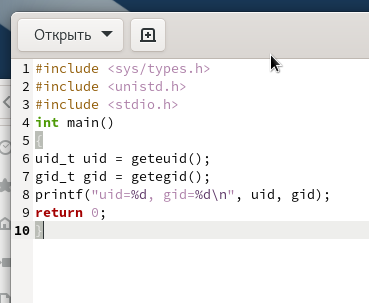 Открыть
1 #include <sys/types.h>
2 #include <unistd.h>
3 #include <stdio.h>
4 int main()
5 {
6 uid_t uid = geteuid();
7 gid_t gid = getegid();
8 printf("uid=%d, gid=%d\n", uid, gid);
9 return 0;
10 }